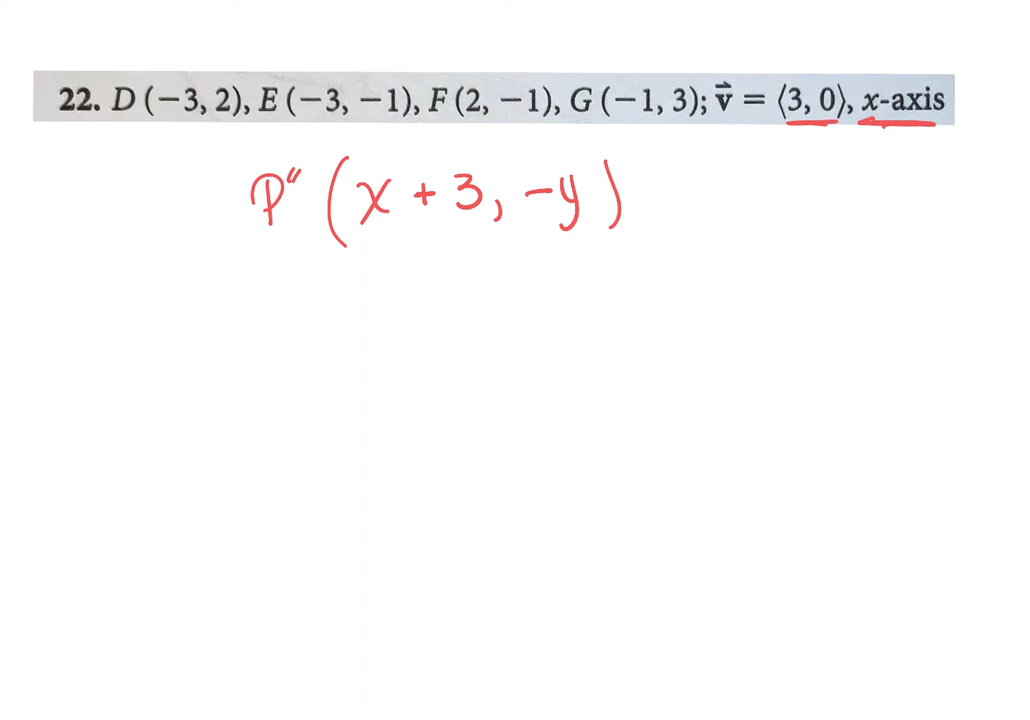 22. D (−3, 2), E (−3, −1), F (2, −1), G (−1, 3); v⃗ = ⟨3, 0⟩, x-axis
P" (x + 3, -y)